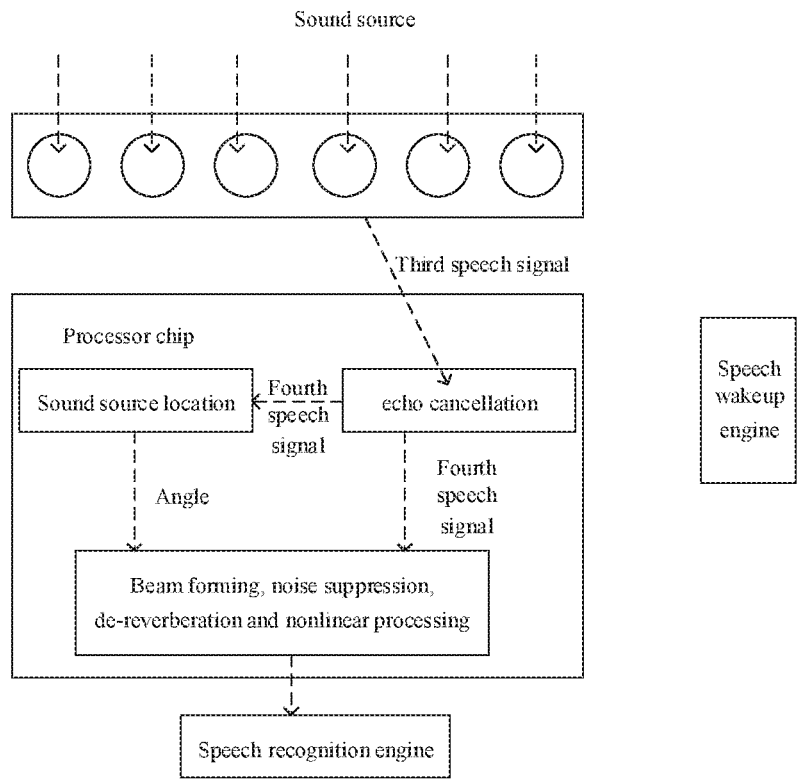 Sound source
Third speech signal
Processor chip
Sound source location
Fourth
speech
signal
echo cancellation
Speech
wakeup
engine
Angle
Fourth
speech
signal
Beam forming, noise suppression,
de-reverberation and nonlinear processing
Speech recognition engine